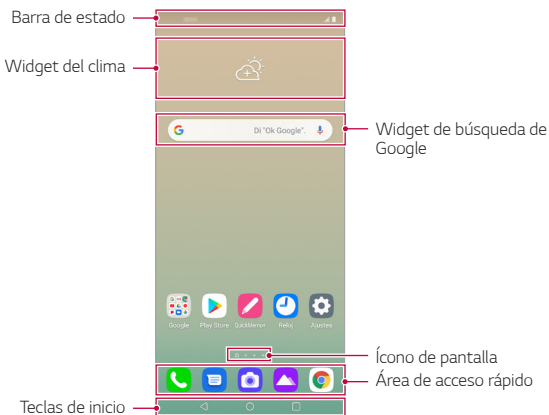 Barra de estado
Widget del clima
Di "Ok Google".
Widget de búsqueda de
Google
Google
Play Store
QuickMemo+
Reloj
Ajustes
Ícono de pantalla
Área de acceso rápido
Teclas de inicio